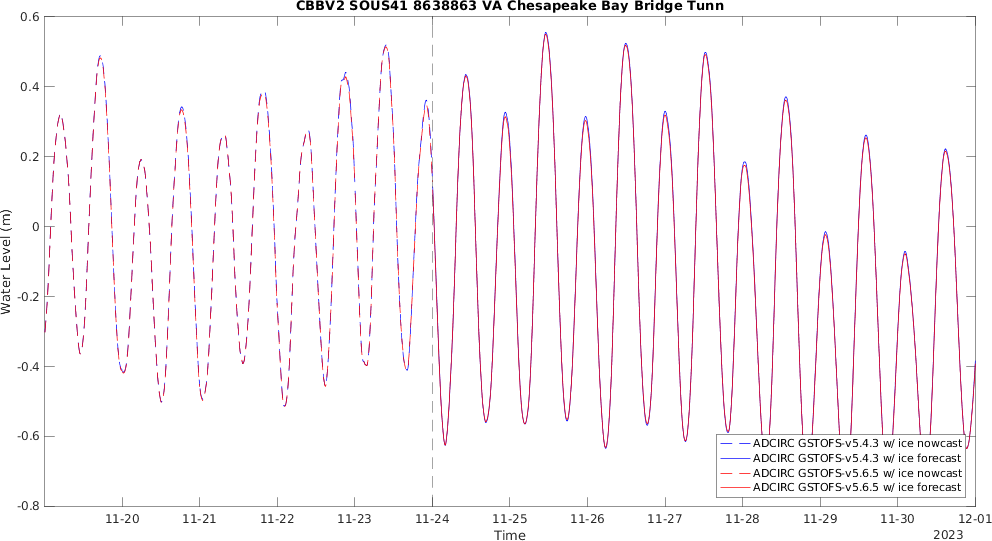 CBBV2 SOUS41 8638863 VA Chesapeake Bay Bridge Tunn
Water Level (m)
0.6
0.4
0.2
0
-0.2
-0.4
-0.6
-0.8
11-20 11-21 11-22 11-23 11-24 11-25 11-26 11-27 11-28 11-29 11-30 12-01
Time
2023
ADCIRC GSTOFS-v5.4.3 w/ ice nowcast
ADCIRC GSTOFS-v5.4.3 w/ ice forecast
ADCIRC GSTOFS-v5.6.5 w/ ice nowcast
ADCIRC GSTOFS-v5.6.5 w/ ice forecast